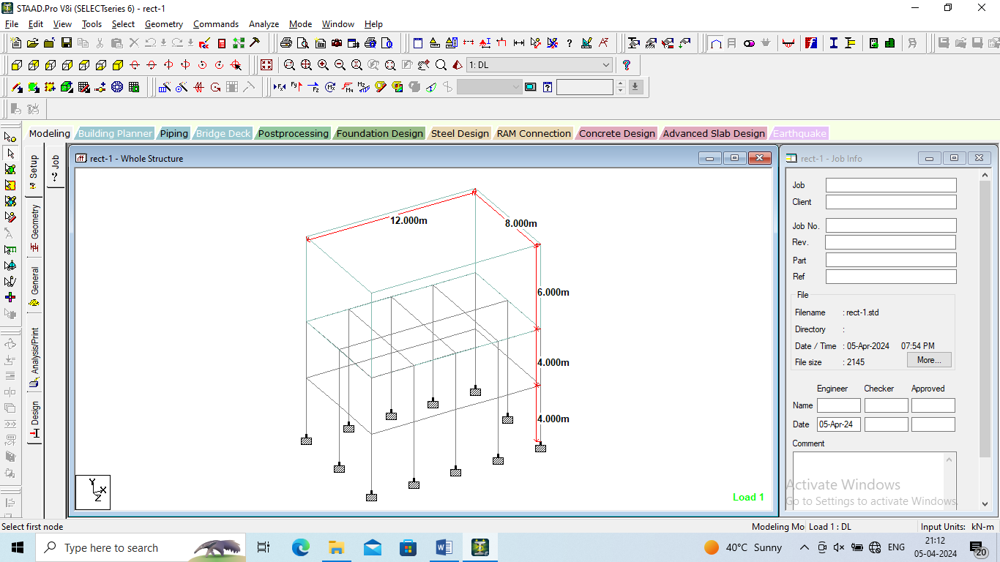 STAAD.Pro V8i (SELECTseries 6) - rect-1
File Edit View Tools Select Geometry Commands Analyze Mode Window Help
1: DL
Modeling Building Planner Piping Bridge Deck Postprocessing Foundation Design Steel Design RAM Connection Concrete Design Advanced Slab Design Earthquake
Setup
Geometry
General
Analysis/Print
Design
Job
rect-1 - Whole Structure
12.000m
8.000m
6.000m
4.000m
4.000m
Y
X
Z
Load 1
rect-1 - Job Info
Job
Client
Job No.
Rev.
Part
Ref
File
Filename : rect-1.std
Directory :
Date / Time : 05-Apr-2024 07:54 PM
File size : 2145 More...
Engineer Checker Approved
Name
Date 05-Apr-24
Comment
Activate Windows
Go to Settings to activate Windows.
Select first node
Modeling Mo Load 1 : DL Input Units: kN-m
Type here to search
40°C Sunny
ENG
21:12
05-04-2024
20